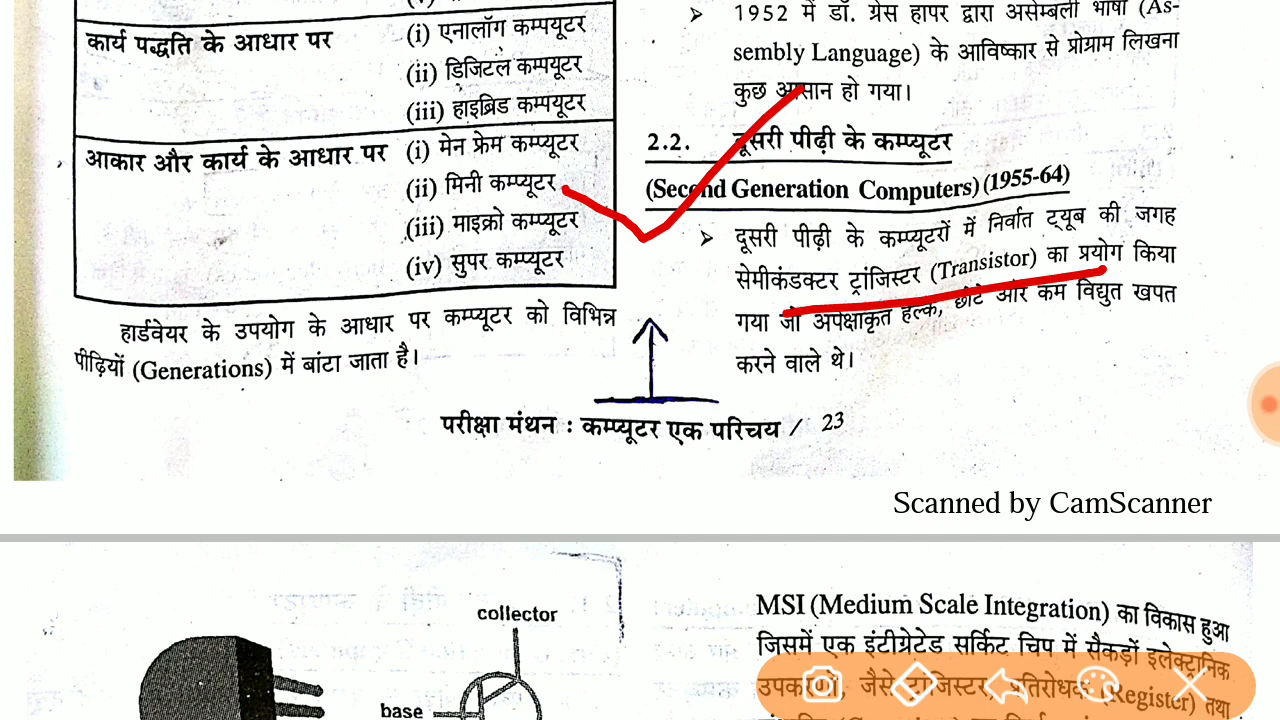 कार्य पद्धति के आधार पर
(i) एनालॉग कम्पयूटर
(ii) डिजिटल कम्पयूटर
(iii) हाइब्रिड कम्पयूटर
आकार और कार्य के आधार पर
(i) मेन फ्रेम कम्प्यूटर
(ii) मिनी कम्प्यूटर
(iii) माइक्रो कम्प्यूटर
(iv) सुपर कम्प्यूटर
हार्डवेयर के उपयोग के आधार पर कम्प्यूटर को विभिन्न
पीढ़ियों (Generations) में बांटा जाता है।
➢ 1952 में डॉ. ग्रेस हापर द्वारा असेम्बली भाषा (As-
sembly Language) के आविष्कार से प्रोग्राम लिखना
कुछ आसान हो गया।
2.2. दूसरी पीढ़ी के कम्प्यूटर
(Second Generation Computers) (1955-64)
➢ दूसरी पीढ़ी के कम्प्यूटरों में निर्वात ट्यूब की जगह
सेमीकंडक्टर ट्रांजिस्टर (Transistor) का प्रयोग किया
गया जो अपेक्षाकृत हल्के, छोटे और कम विद्युत खपत
करने वाले थे।
परीक्षा मंथन : कम्प्यूटर एक परिचय / 23
Scanned by CamScanner
collector
base
MSI (Medium Scale Integration) का विकास हुआ
जिसमें एक इंटीग्रेटेड सर्किट चिप में सैकड़ों इलेक्ट्रानिक
उपकरणों, जैसे ट्रांजिस्टर, प्रतिरोधक (Register) तथा